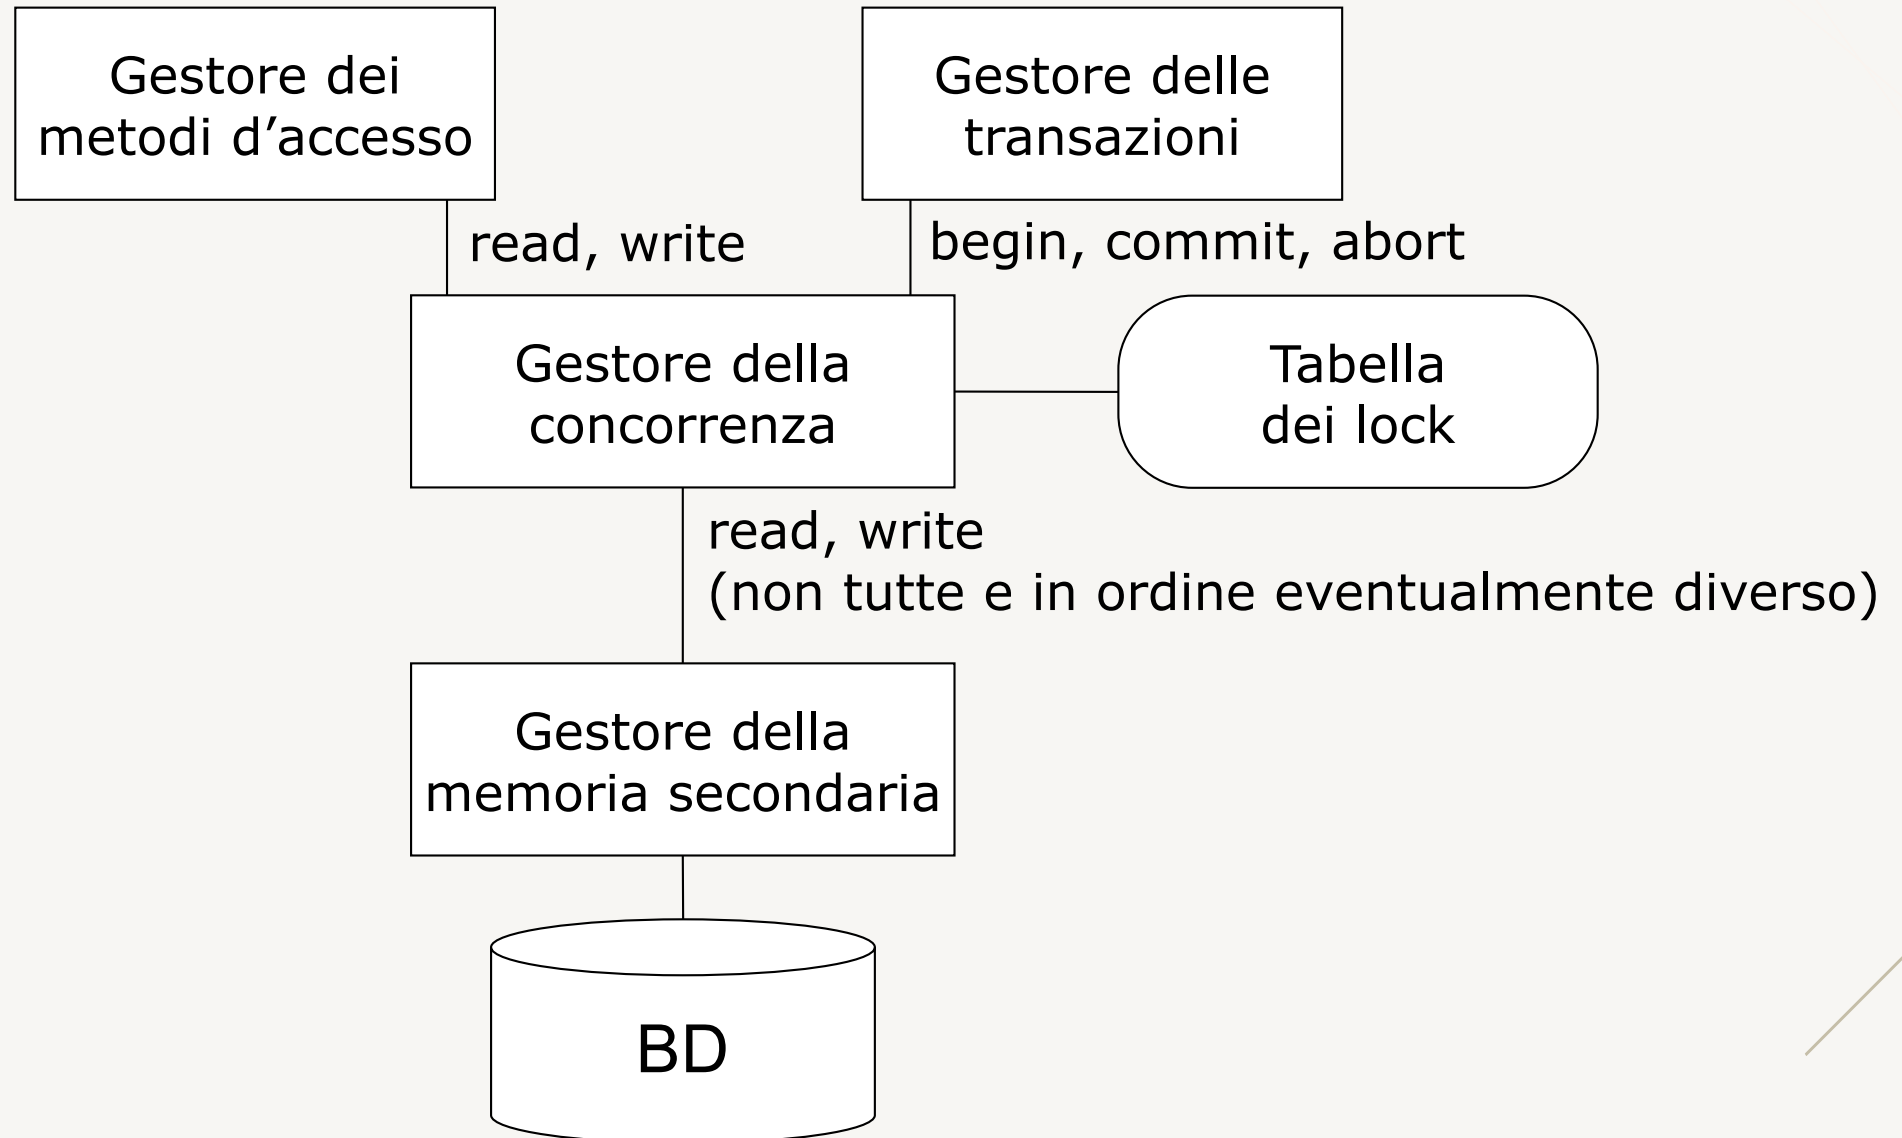 Gestore dei
metodi d’accesso
Gestore delle
transazioni
read, write
begin, commit, abort
Gestore della
concorrenza
Tabella
dei lock
read, write
(non tutte e in ordine eventualmente diverso)
Gestore della
memoria secondaria
BD